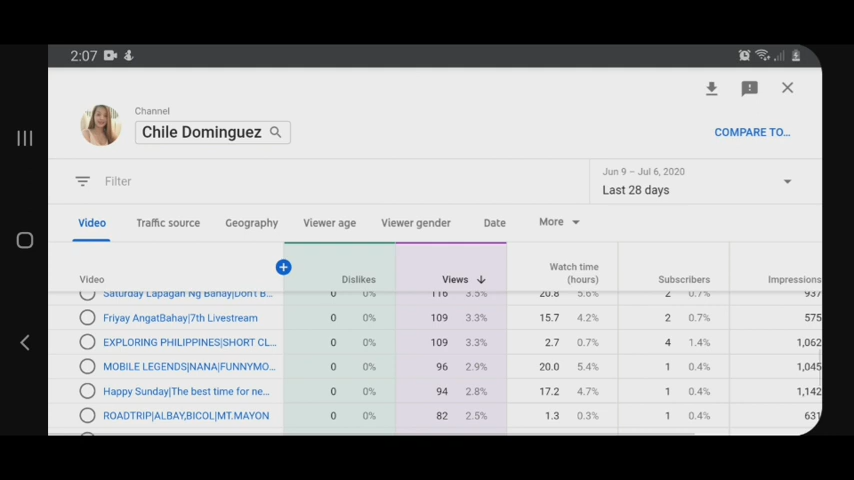 2:07
Channel
Chile Dominguez
COMPARE TO...
Filter
Jun 9 – Jul 6, 2020
Last 28 days
Video Traffic source Geography Viewer age Viewer gender Date More
Video Dislikes Views Watch time (hours) Subscribers Impressions
Saturday Lapagan Ng Bahay|Don't B... 0 0% 116 3.5% 20.8 5.6% 2 0.7% 937
Friyay AngatBahay|7th Livestream 0 0% 109 3.3% 15.7 4.2% 2 0.7% 575
EXPLORING PHILIPPINES|SHORT CL... 0 0% 109 3.3% 2.7 0.7% 4 1.4% 1,062
MOBILE LEGENDS|NANA|FUNNYMO... 0 0% 96 2.9% 20.0 5.4% 1 0.4% 1,045
Happy Sunday|The best time for ne... 0 0% 94 2.8% 17.2 4.7% 1 0.4% 1,142
ROADTRIP|ALBAY,BICOL|MT.MAYON 0 0% 82 2.5% 1.3 0.3% 1 0.4% 631